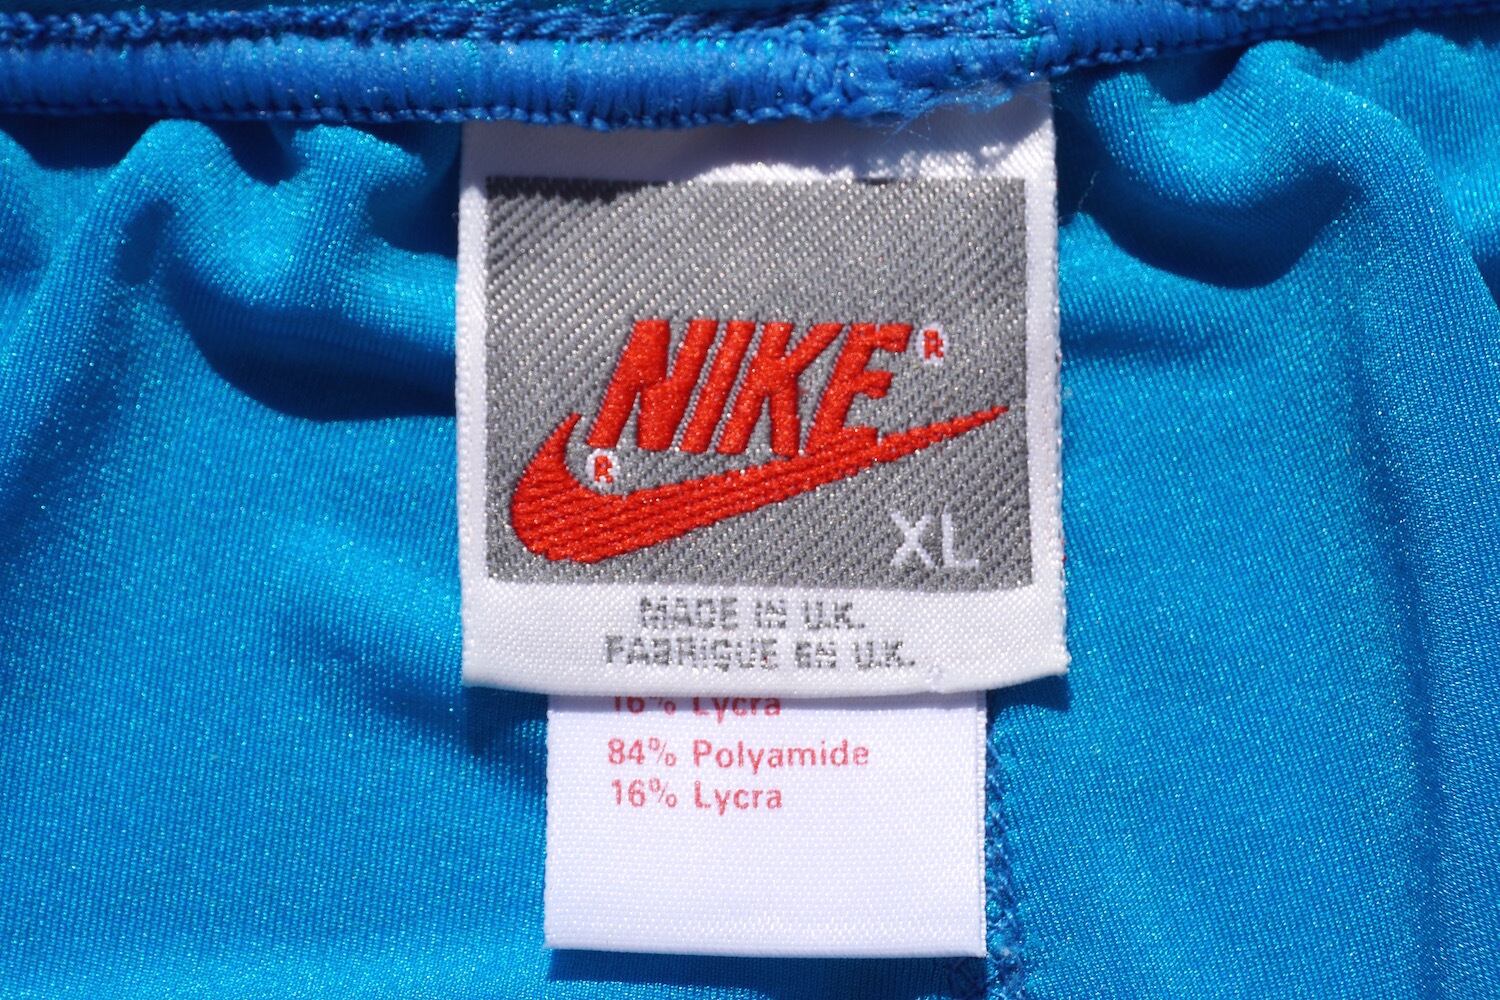 NIKE®
®
XL
MADE IN U.K.
FABRIQUE EN U.K.
16% Lycra
84% Polyamide
16% Lycra